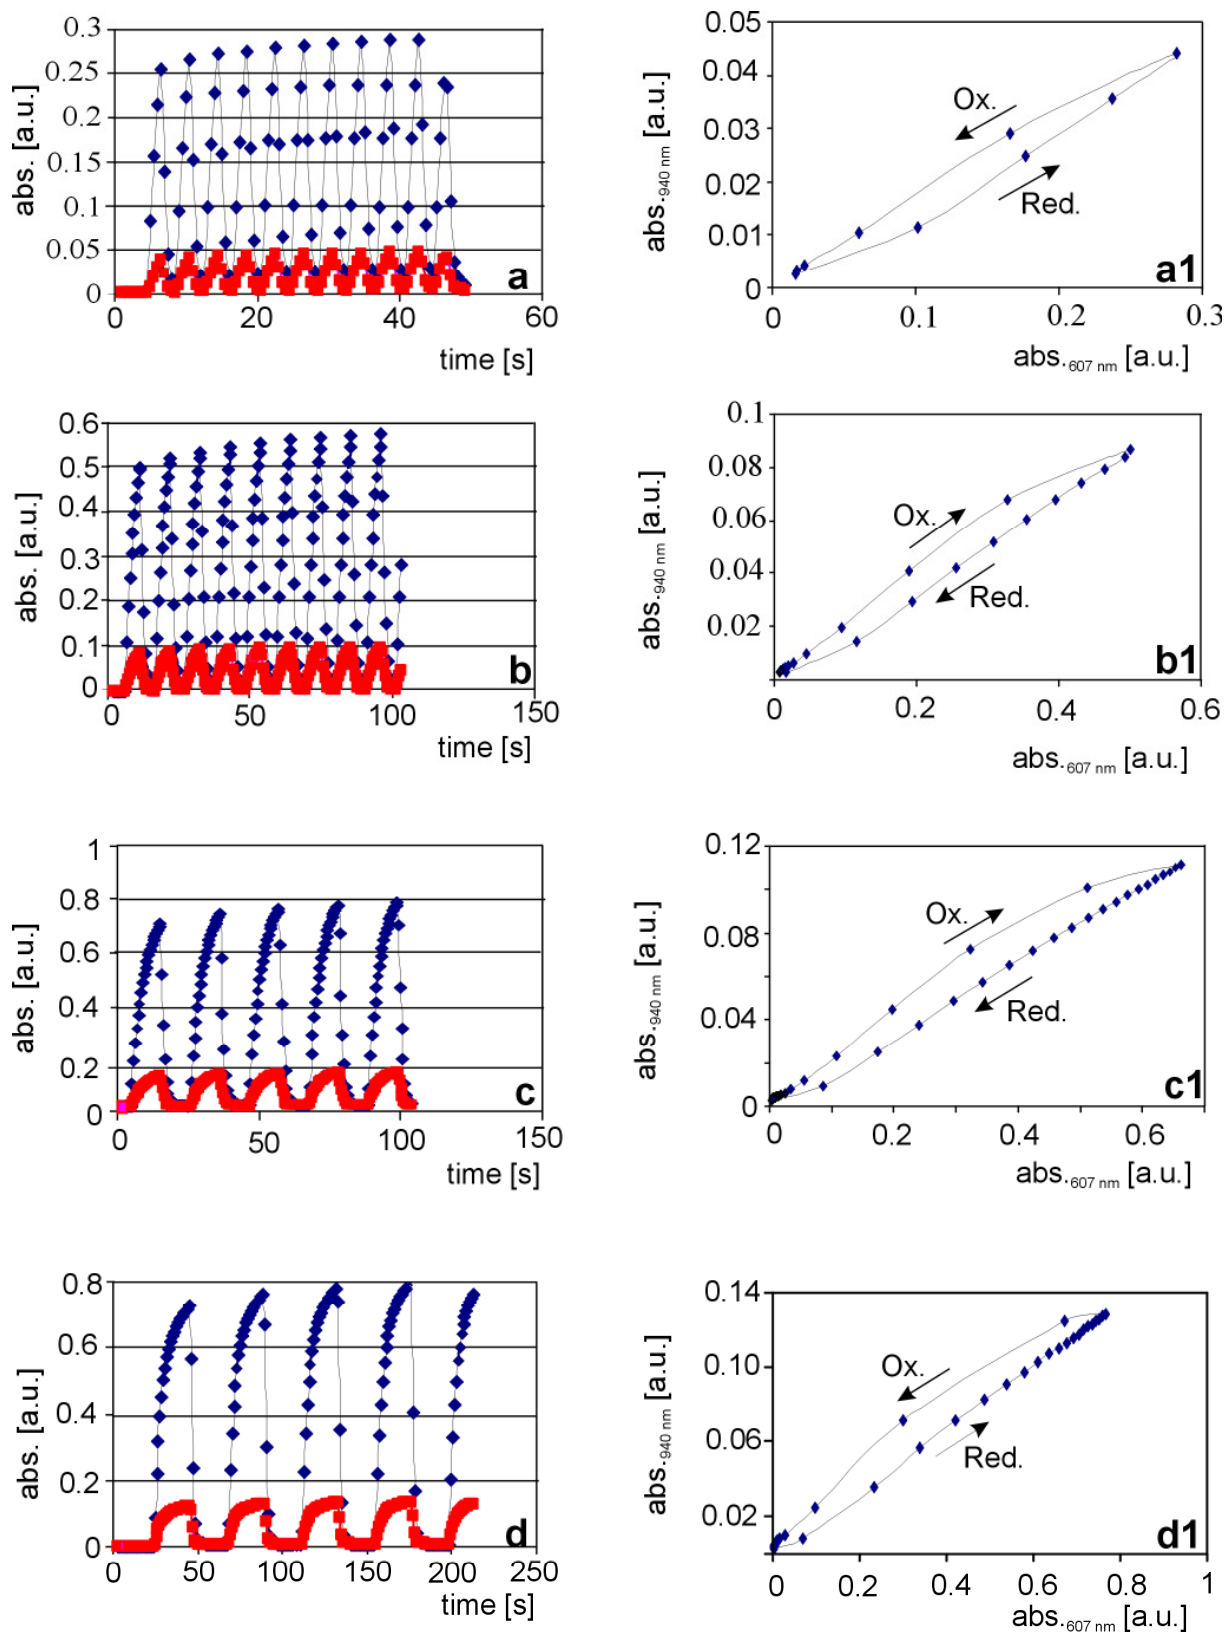 0.3
0.25
0.2
0.15
0.1
0.05
0
abs. [a.u.]
a
0 20 40 60
time [s]
0.05
0.04
0.03
0.02
0.01
0
abs.940 nm [a.u.]
Ox.
Red.
a1
0 0.1 0.2 0.3
abs.607 nm [a.u.]
0.6
0.5
0.4
0.3
0.2
0.1
0
abs. [a.u.]
b
0 50 100 150
time [s]
0.1
0.08
0.06
0.04
0.02
abs.940 nm [a.u.]
Ox.
Red.
b1
0 0.2 0.4 0.6
abs.607 nm [a.u.]
1
0.8
0.6
0.4
0.2
0
abs. [a.u.]
c
0 50 100 150
time [s]
0.12
0.08
0.04
0
abs.940 nm [a.u.]
Ox.
Red.
c1
0 0.2 0.4 0.6
abs.607 nm [a.u.]
0.8
0.6
0.4
0.2
0
abs. [a.u.]
d
0 50 100 150 200 250
time [s]
0.14
0.10
0.06
0.02
abs.940 nm [a.u.]
Ox.
Red.
d1
0 0.2 0.4 0.6 0.8 1
abs.607 nm [a.u.]